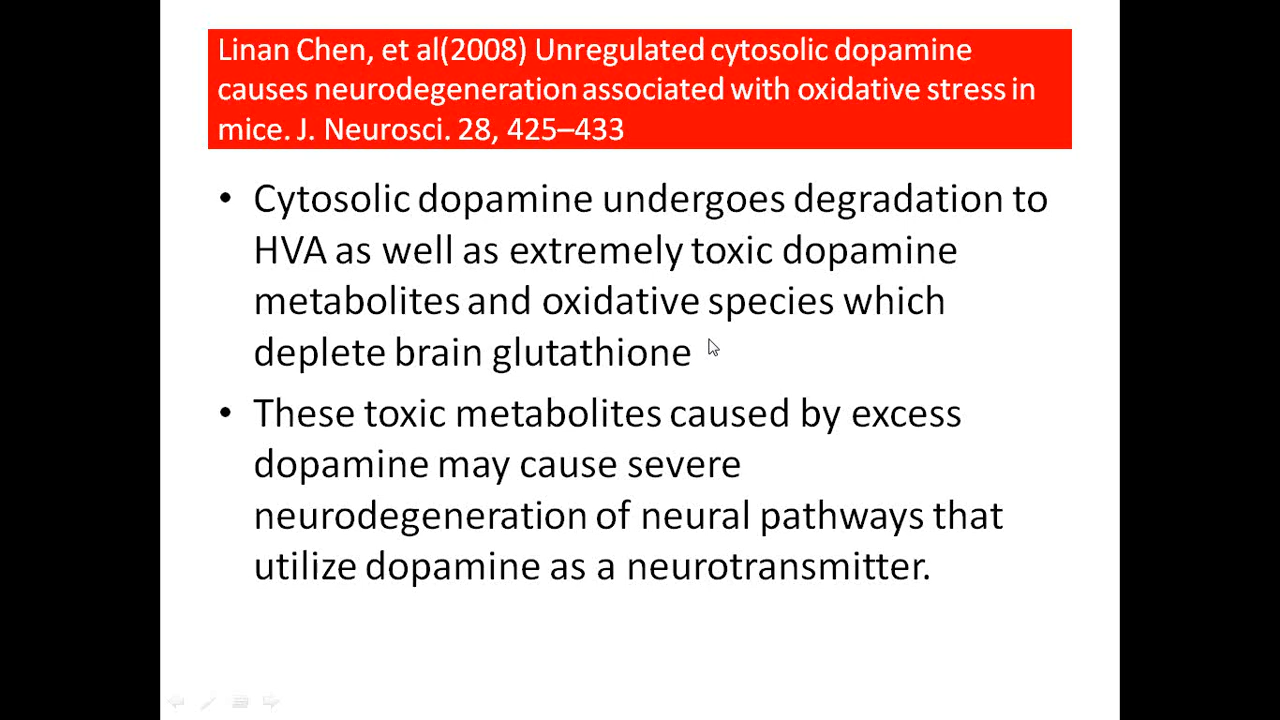 Linan Chen, et al(2008) Unregulated cytosolic dopamine
causes neurodegeneration associated with oxidative stress in
mice. J. Neurosci. 28, 425–433
• Cytosolic dopamine undergoes degradation to
HVA as well as extremely toxic dopamine
metabolites and oxidative species which
deplete brain glutathione
• These toxic metabolites caused by excess
dopamine may cause severe
neurodegeneration of neural pathways that
utilize dopamine as a neurotransmitter.